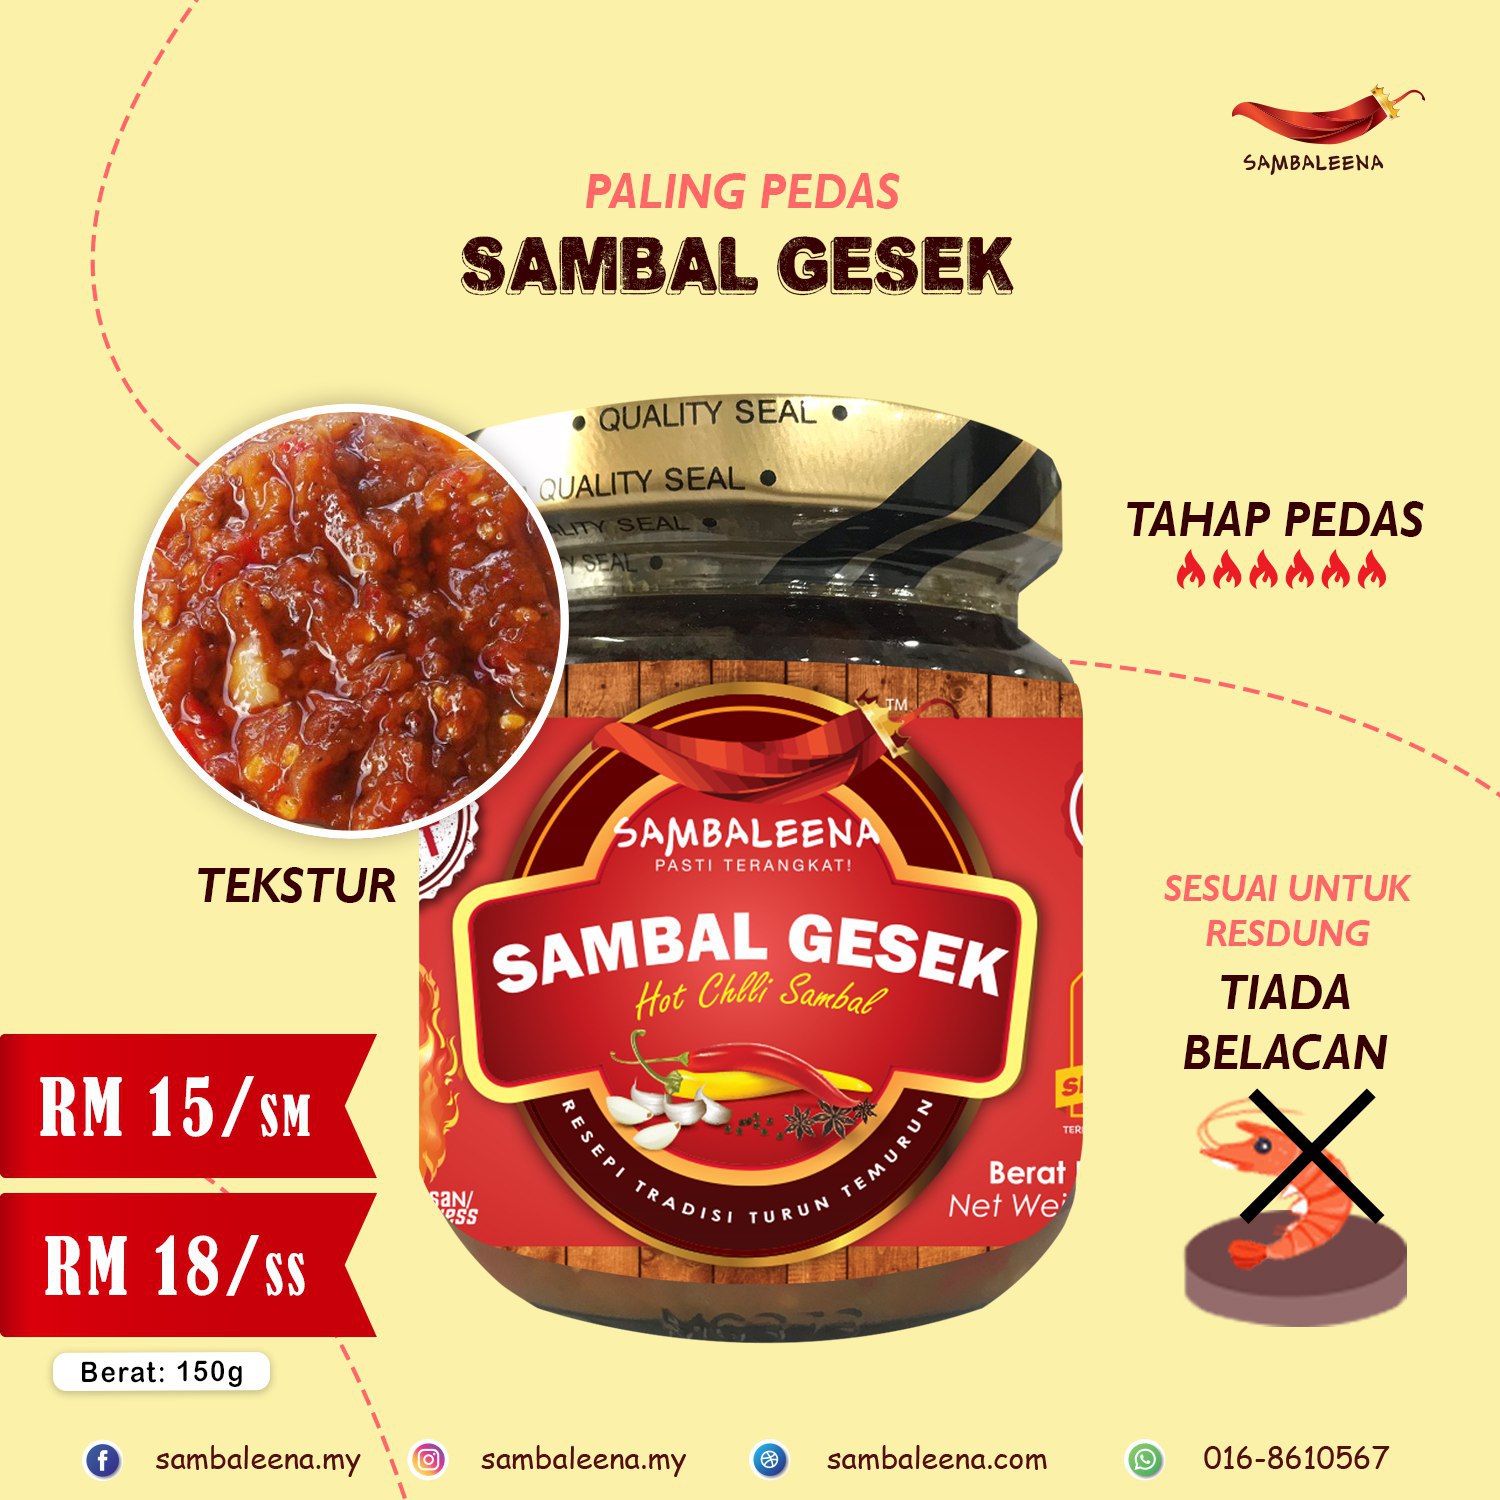 SAMBALEENA
PALING PEDAS
SAMBAL GESEK
QUALITY SEAL
QUALITY SEAL
SEAL
SEAL
TAHAP PEDAS
TEKSTUR
TM
SAMBALEENA
PASTI TERANGKAT!
SAMBAL GESEK
Hot Chlli Sambal
RESEPI TRADISI TURUN TEMURUN
Berat
Net
SESUAI UNTUK
RESDUNG
TIADA
BELACAN
RM 15/SM
RM 18/SS
Berat: 150g
sambaleena.my
sambaleena.my
sambaleena.com
016-8610567